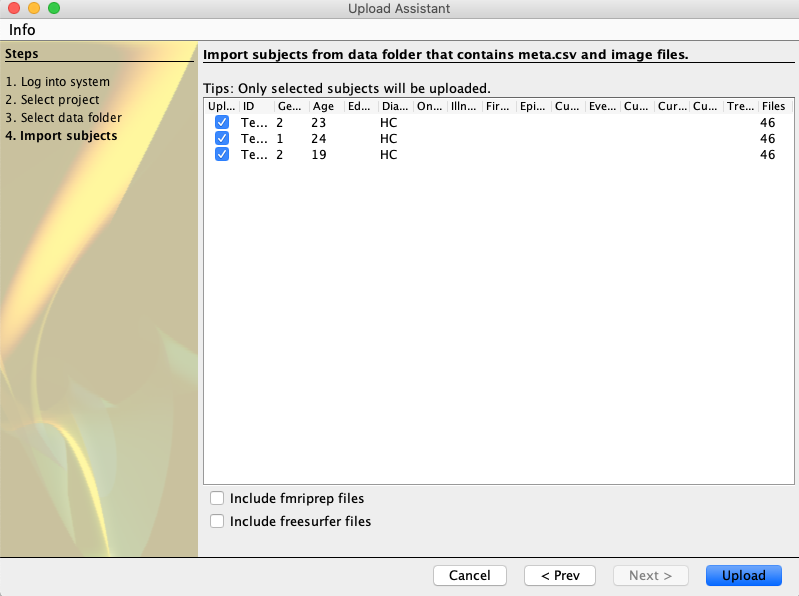 Upload Assistant
Info
Steps
1. Log into system
2. Select project
3. Select data folder
4. Import subjects
Import subjects from data folder that contains meta.csv and image files.
Tips: Only selected subjects will be uploaded.
Upl... ID Ge... Age Ed... Dia... On... Illn... Fir... Epi... Cu... Eve... Cu... Cur... Cu... Tre... Files
Te... 2 23 HC 46
Te... 1 24 HC 46
Te... 2 19 HC 46
Include fmriprep files
Include freesurfer files
Cancel < Prev Next > Upload